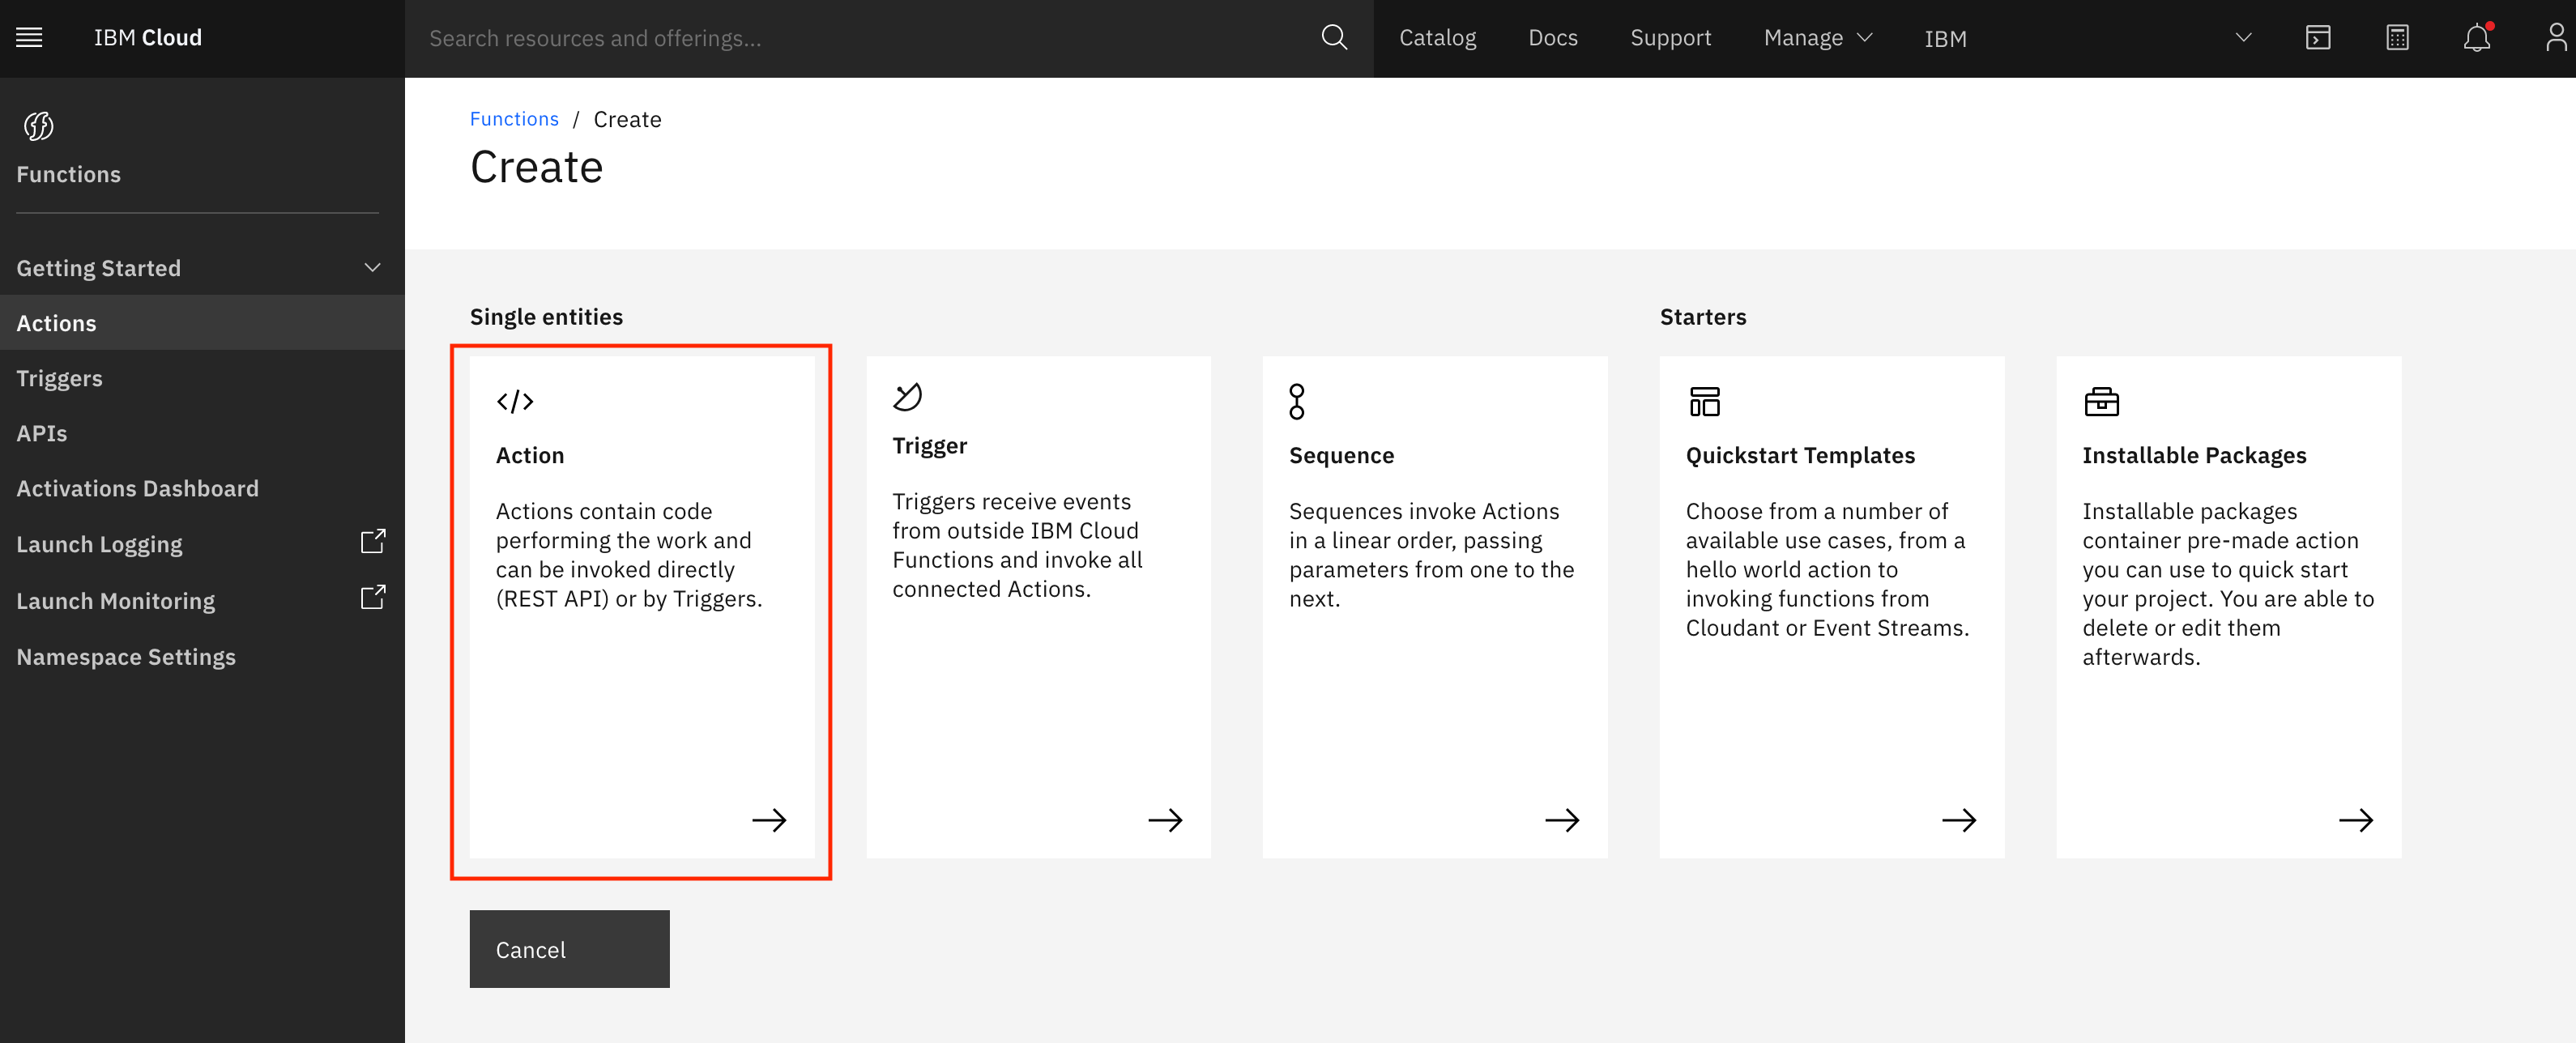 IBM Cloud
Search resources and offerings...
Catalog
Docs
Support
Manage
IBM
Functions
Getting Started
Actions
Triggers
APIs
Activations Dashboard
Launch Logging
Launch Monitoring
Namespace Settings
Functions / Create
Create
Single entities
Action
Actions contain code
performing the work and
can be invoked directly
(REST API) or by Triggers.
Trigger
Triggers receive events
from outside IBM Cloud
Functions and invoke all
connected Actions.
Sequence
Sequences invoke Actions
in a linear order, passing
parameters from one to the
next.
Starters
Quickstart Templates
Choose from a number of
available use cases, from a
hello world action to
invoking functions from
Cloudant or Event Streams.
Installable Packages
Installable packages
container pre-made action
you can use to quick start
your project. You are able to
delete or edit them
afterwards.
Cancel